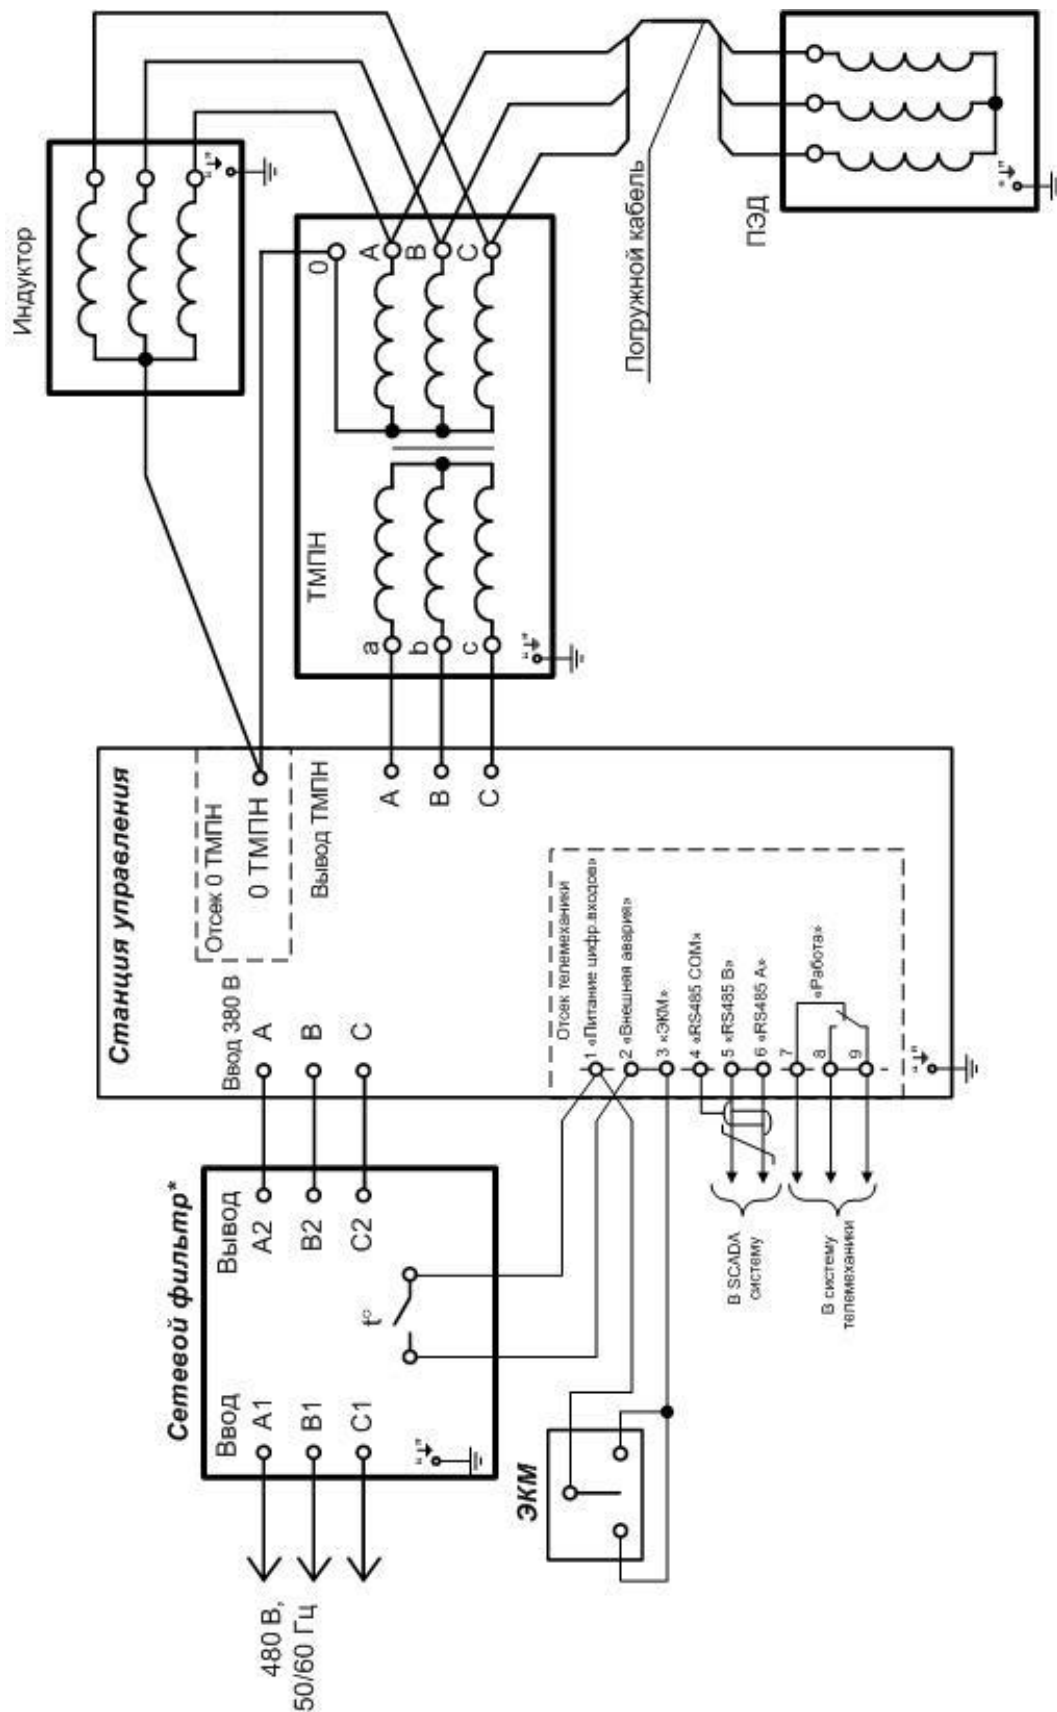 480 В,
50/60 Гц
Сетевой фильтр*
Ввод
Вывод
A1
A2
B1
B2
C1
C2
t°
"⏚"
ЭКМ
Станция управления
Ввод 380 В
A
B
C
Отсек 0 ТМПН
0 ТМПН
Вывод ТМПН
A
B
C
Отсек телемеханики
1 «Питание цифр.входов»
2 «Внешняя авария»
3 «ЭКМ»
4 «RS485 COM»
5 «RS485 B»
6 «RS485 A»
7
8
9
«Работа»
"⏚"
В SCADA
систему
В систему
телемеханики
ТМПН
a
b
c
0
A
B
C
"⏚"
Индуктор
"⏚"
Погружной кабель
ПЭД
"⏚"